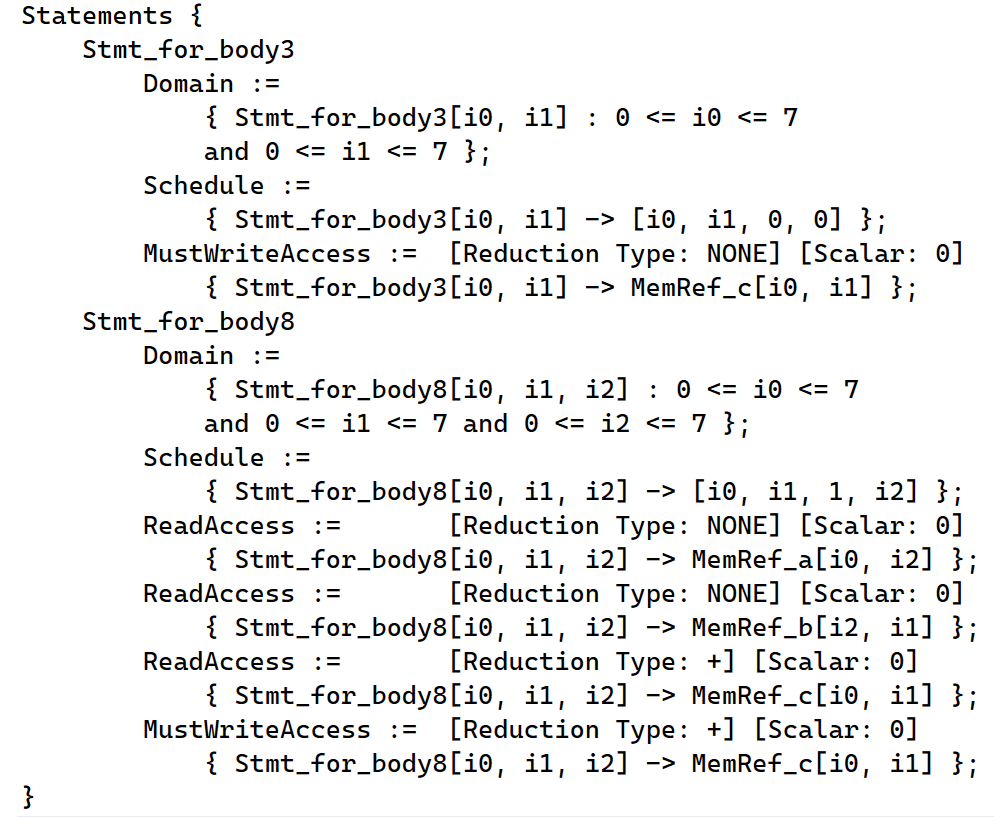 Statements {
    Stmt_for_body3
        Domain :=
            { Stmt_for_body3[i0, i1] : 0 <= i0 <= 7
            and 0 <= i1 <= 7 };
        Schedule :=
            { Stmt_for_body3[i0, i1] -> [i0, i1, 0, 0] };
        MustWriteAccess :=  [Reduction Type: NONE] [Scalar: 0]
            { Stmt_for_body3[i0, i1] -> MemRef_c[i0, i1] };
    Stmt_for_body8
        Domain :=
            { Stmt_for_body8[i0, i1, i2] : 0 <= i0 <= 7
            and 0 <= i1 <= 7 and 0 <= i2 <= 7 };
        Schedule :=
            { Stmt_for_body8[i0, i1, i2] -> [i0, i1, 1, i2] };
        ReadAccess :=       [Reduction Type: NONE] [Scalar: 0]
            { Stmt_for_body8[i0, i1, i2] -> MemRef_a[i0, i2] };
        ReadAccess :=       [Reduction Type: NONE] [Scalar: 0]
            { Stmt_for_body8[i0, i1, i2] -> MemRef_b[i2, i1] };
        ReadAccess :=       [Reduction Type: +] [Scalar: 0]
            { Stmt_for_body8[i0, i1, i2] -> MemRef_c[i0, i1] };
        MustWriteAccess :=  [Reduction Type: +] [Scalar: 0]
            { Stmt_for_body8[i0, i1, i2] -> MemRef_c[i0, i1] };
}